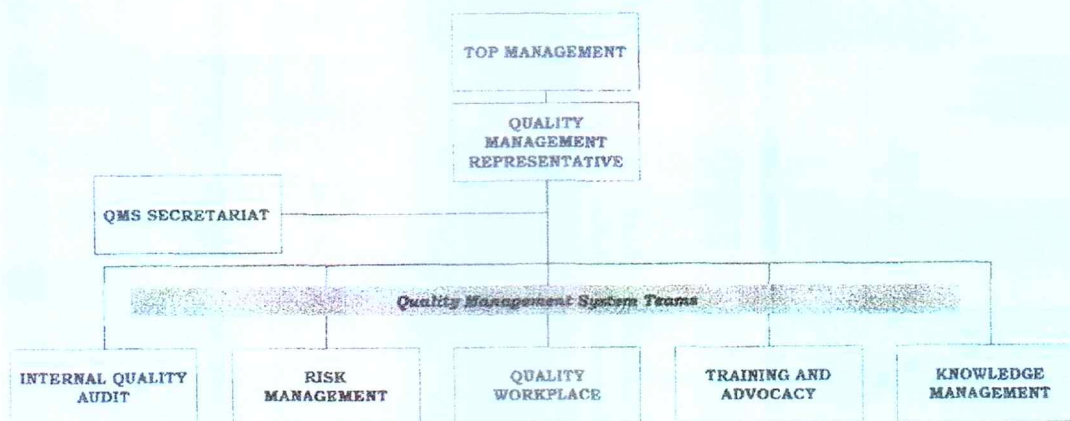 TOP MANAGEMENT
QUALITY
MANAGEMENT
REPRESENTATIVE
QMS SECRETARIAT
Quality Management System Teams
INTERNAL QUALITY
AUDIT
RISK
MANAGEMENT
QUALITY
WORKPLACE
TRAINING AND
ADVOCACY
KNOWLEDGE
MANAGEMENT